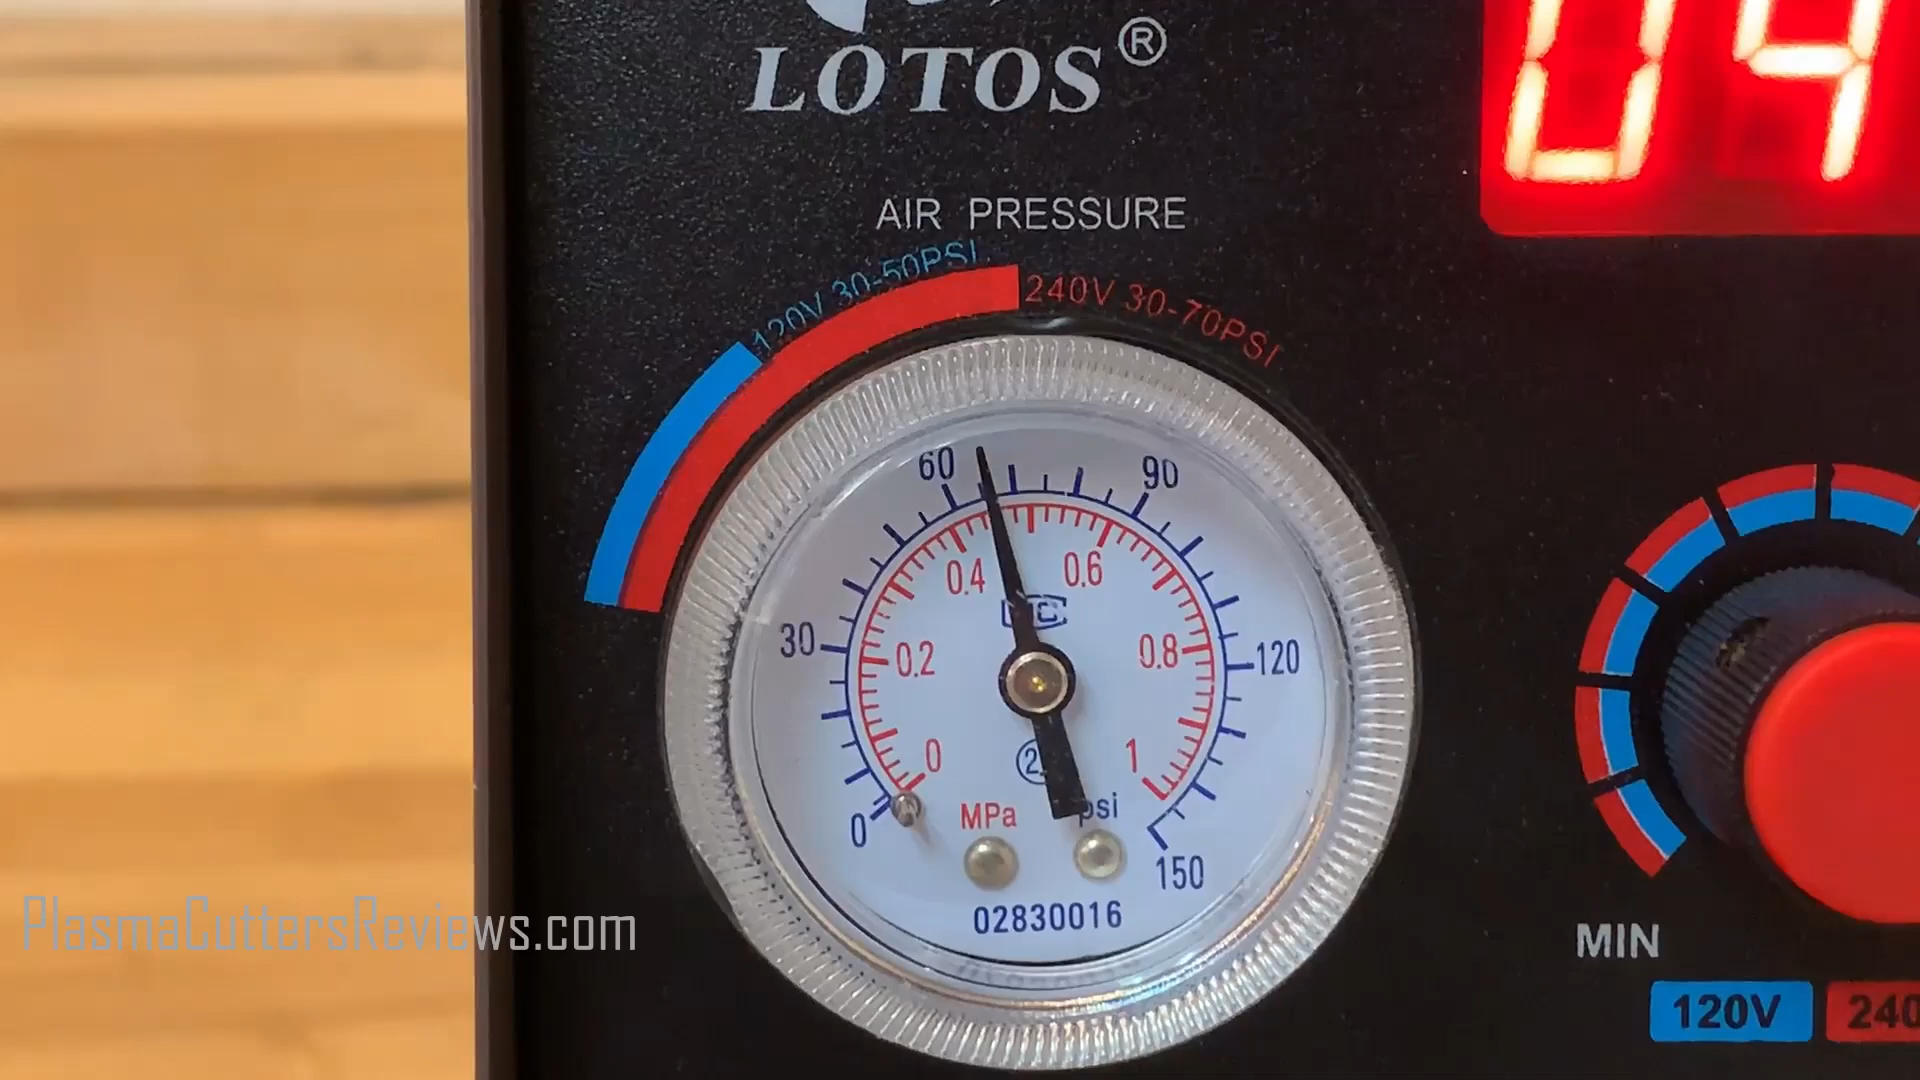 LOTOS®
04
AIR PRESSURE
120V 30-50PSI
240V 30-70PSI
60
90
0.4
0.6
30
0.2
0.8
120
0
1
0
MPa
psi
150
02830016
PlasmaCuttersReviews.com
MIN
120V
240